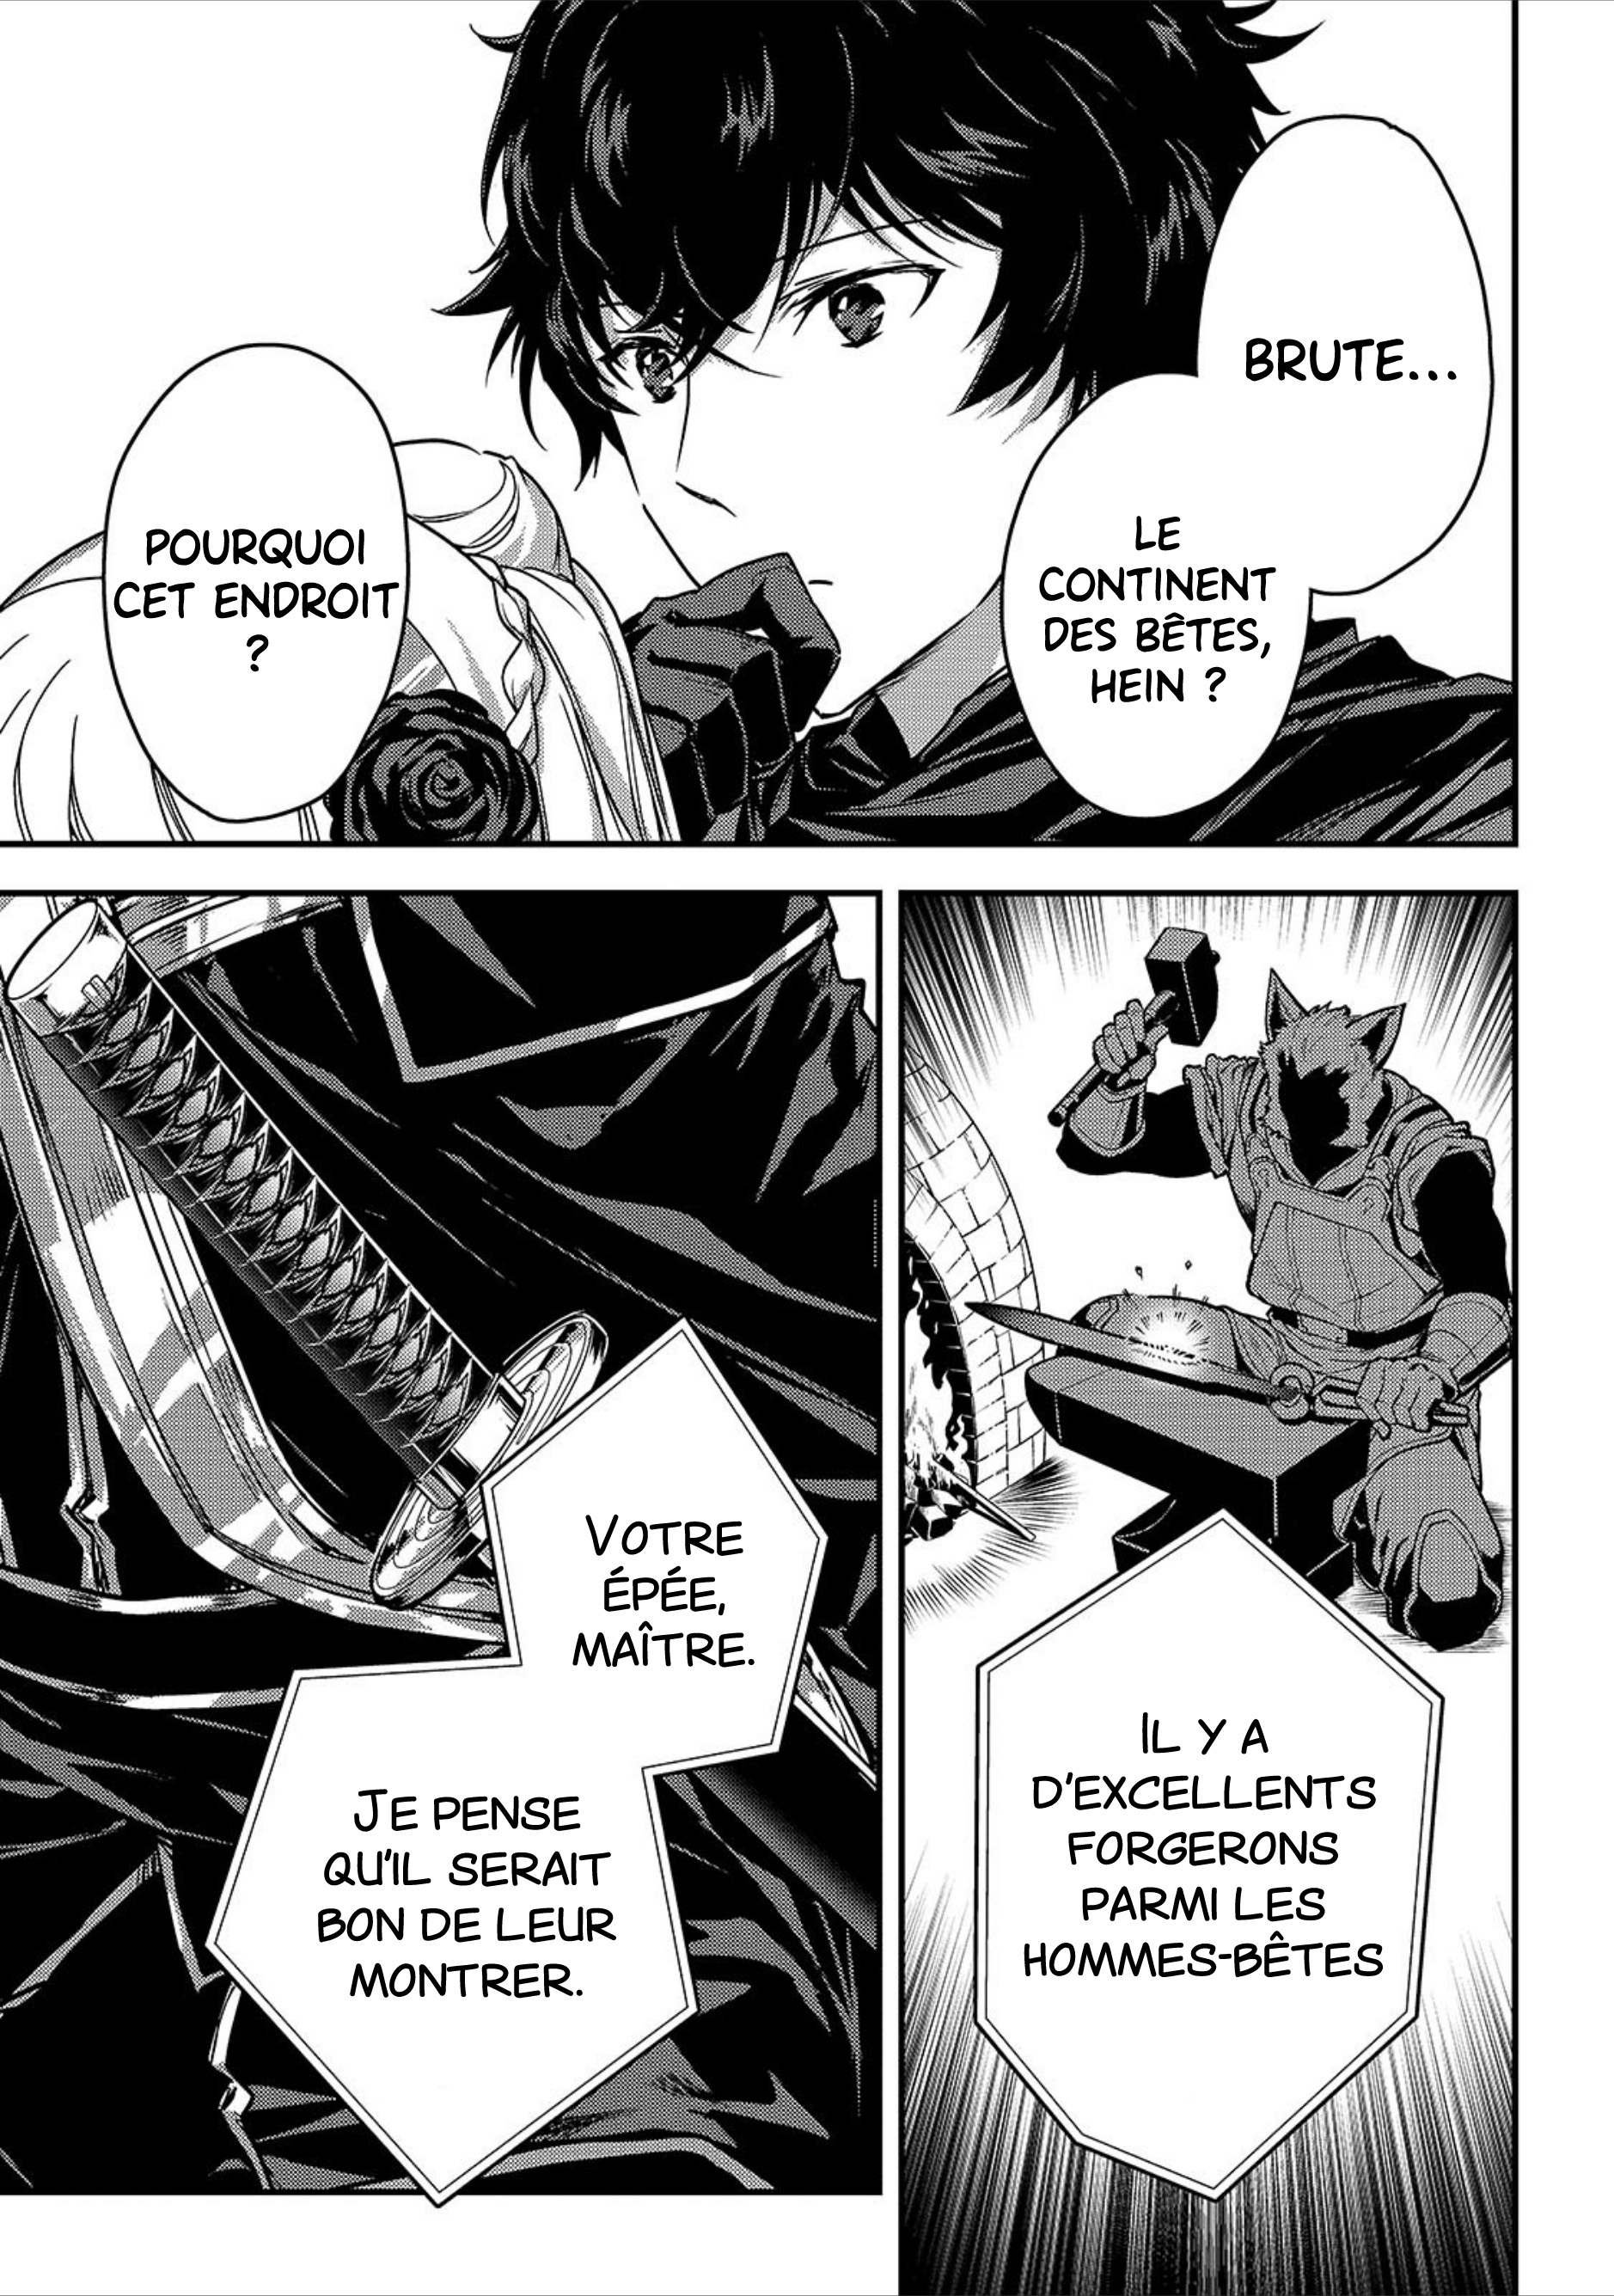 BRUTE...
LE
CONTINENT
DES BÊTES,
HEIN ?
POURQUOI
CET ENDROIT
?
IL Y A
D'EXCELLENTS
FORGERONS
PARMI LES
HOMMES-BÊTES
VOTRE
ÉPÉE,
MAÎTRE.
JE PENSE
QU'IL SERAIT
BON DE LEUR
MONTRER.